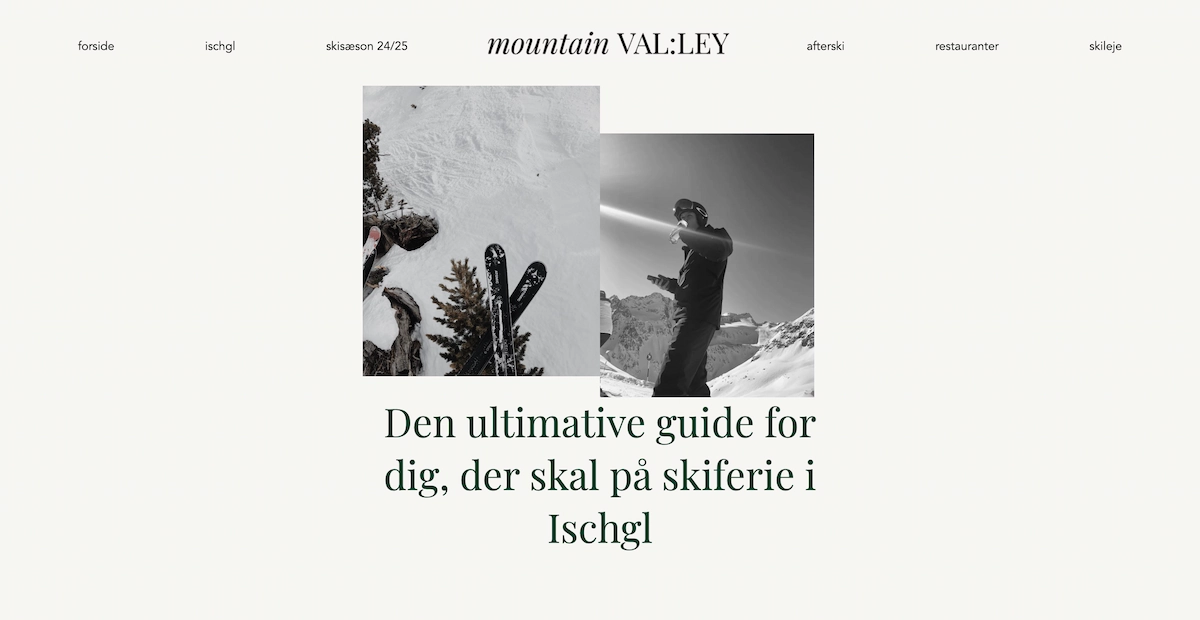 forside
ischgl
skisæson 24/25
mountain VAL:LEY
afterski
restauranter
skileje
Den ultimative guide for
dig, der skal på skiferie i
Ischgl